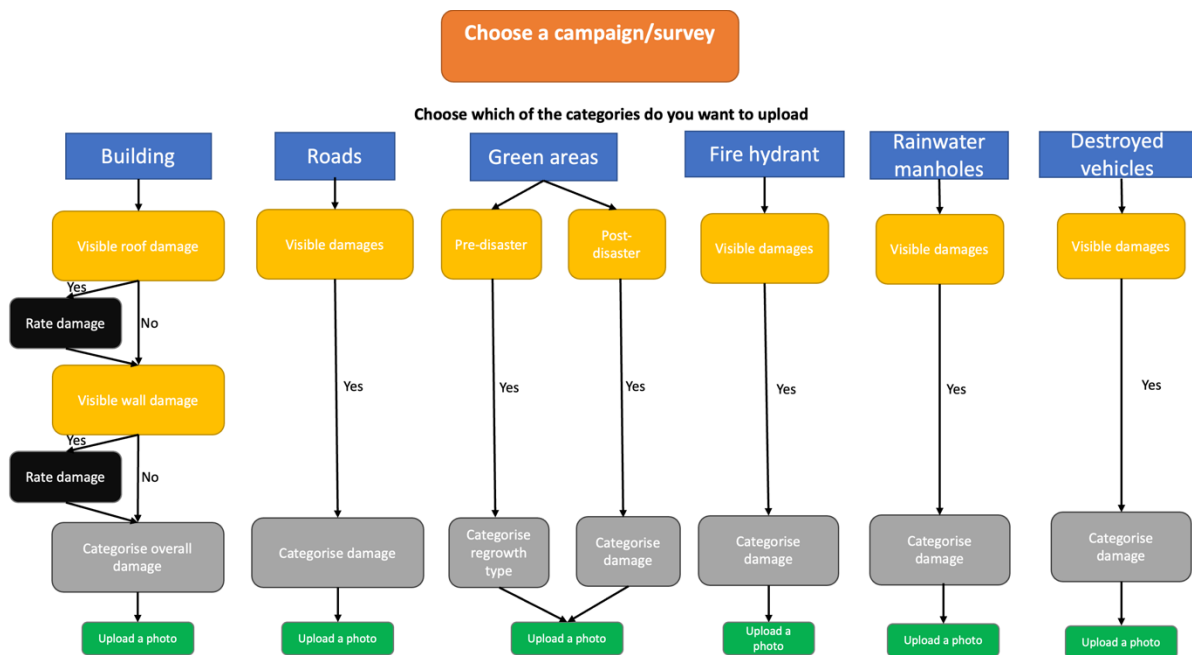 Choose a campaign/survey
Choose which of the categories do you want to upload
Building
Roads
Green areas
Fire hydrant
Rainwater
manholes
Destroyed
vehicles
Visible roof damage
Visible damages
Pre-disaster
Post-
disaster
Visible damages
Visible damages
Visible damages
Yes
Rate damage
No
Visible wall damage
Yes
Yes
Yes
Yes
Yes
Yes
Yes
Rate damage
No
Categorise overall
damage
Categorise damage
Categorise
regrowth
type
Categorise
damage
Categorise
damage
Categorise
damage
Categorise
damage
Upload a photo
Upload a photo
Upload a photo
Upload a
photo
Upload a photo
Upload a photo